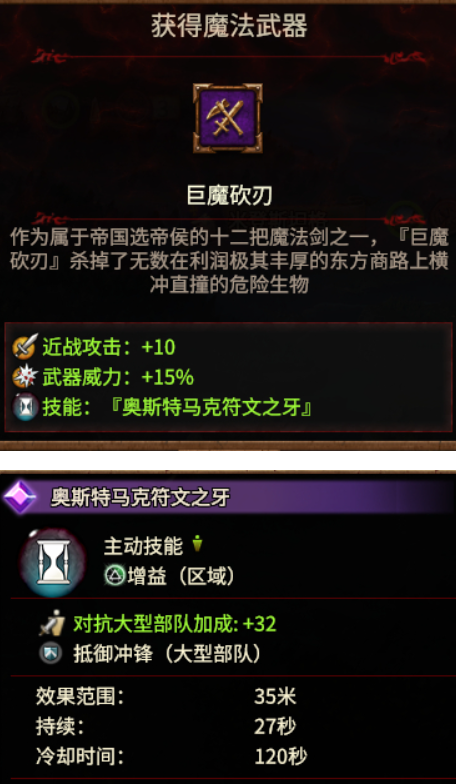 获得魔法武器
巨魔砍刃
作为属于帝国选帝侯的十二把魔法剑之一，『巨魔
砍刃』杀掉了无数在利润极其丰厚的东方商路上横
冲直撞的危险生物
近战攻击：+10
武器威力：+15%
技能：『奥斯特马克符文之牙』
奥斯特马克符文之牙
主动技能
增益（区域）
对抗大型部队加成: +32
抵御冲锋（大型部队）
效果范围： 35米
持续： 27秒
冷却时间： 120秒